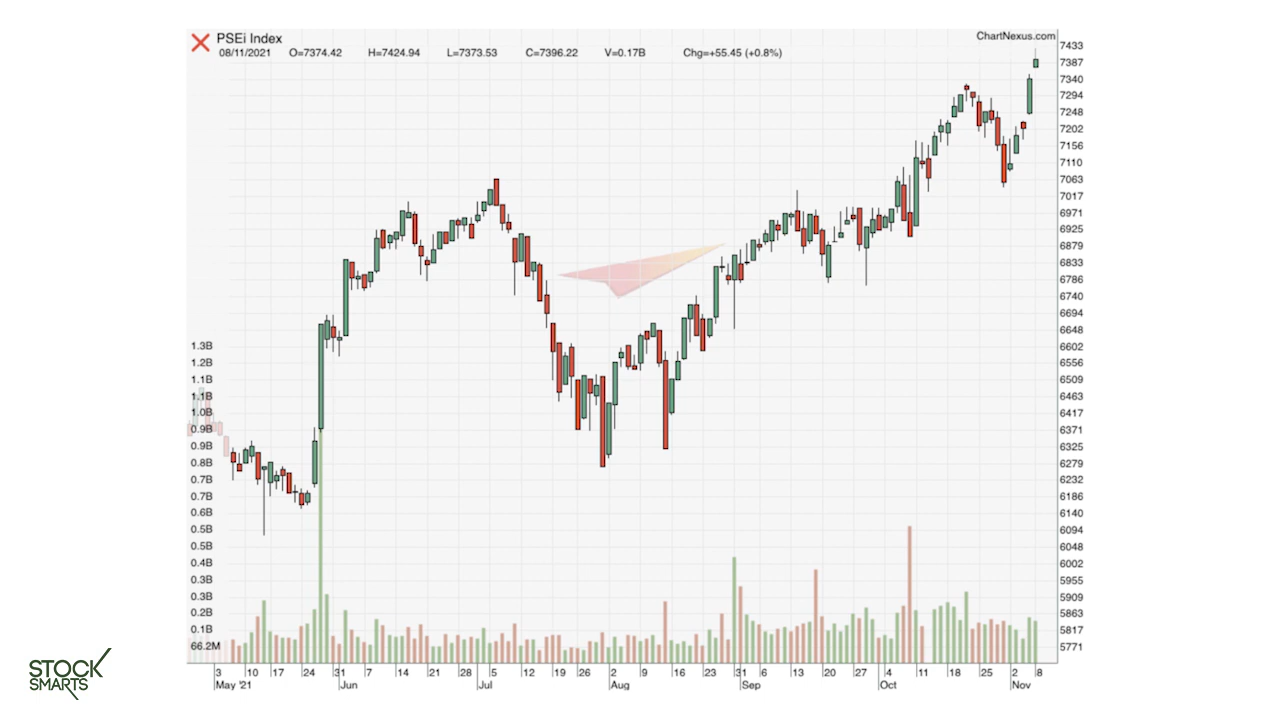 PSEi Index
ChartNexus.com
08/11/2021 O=7374.42 H=7424.94 L=7373.53 C=7396.22 V=0.17B Chg=+55.45 (+0.8%)
7433
7387
7340
7294
7248
7202
7156
7110
7063
7017
6971
6925
6879
6833
6786
6740
6694
6648
6602
6556
6509
6463
6417
6371
6325
6279
6232
6186
6140
6094
6048
6002
5955
5909
5863
5817
5771
1.3B
1.2B
1.1B
1.1B
1.0B
0.9B
0.9B
0.8B
0.7B
0.7B
0.6B
0.5B
0.5B
0.4B
0.3B
0.3B
0.2B
0.1B
66.2M
3 10 17 24 31 7 14 21 28 5 12 19 26 2 9 16 23 31 6 13 20 27 4 11 18 25 2 8
May '21 Jun Jul Aug Sep Oct Nov
STOCK
SMARTS